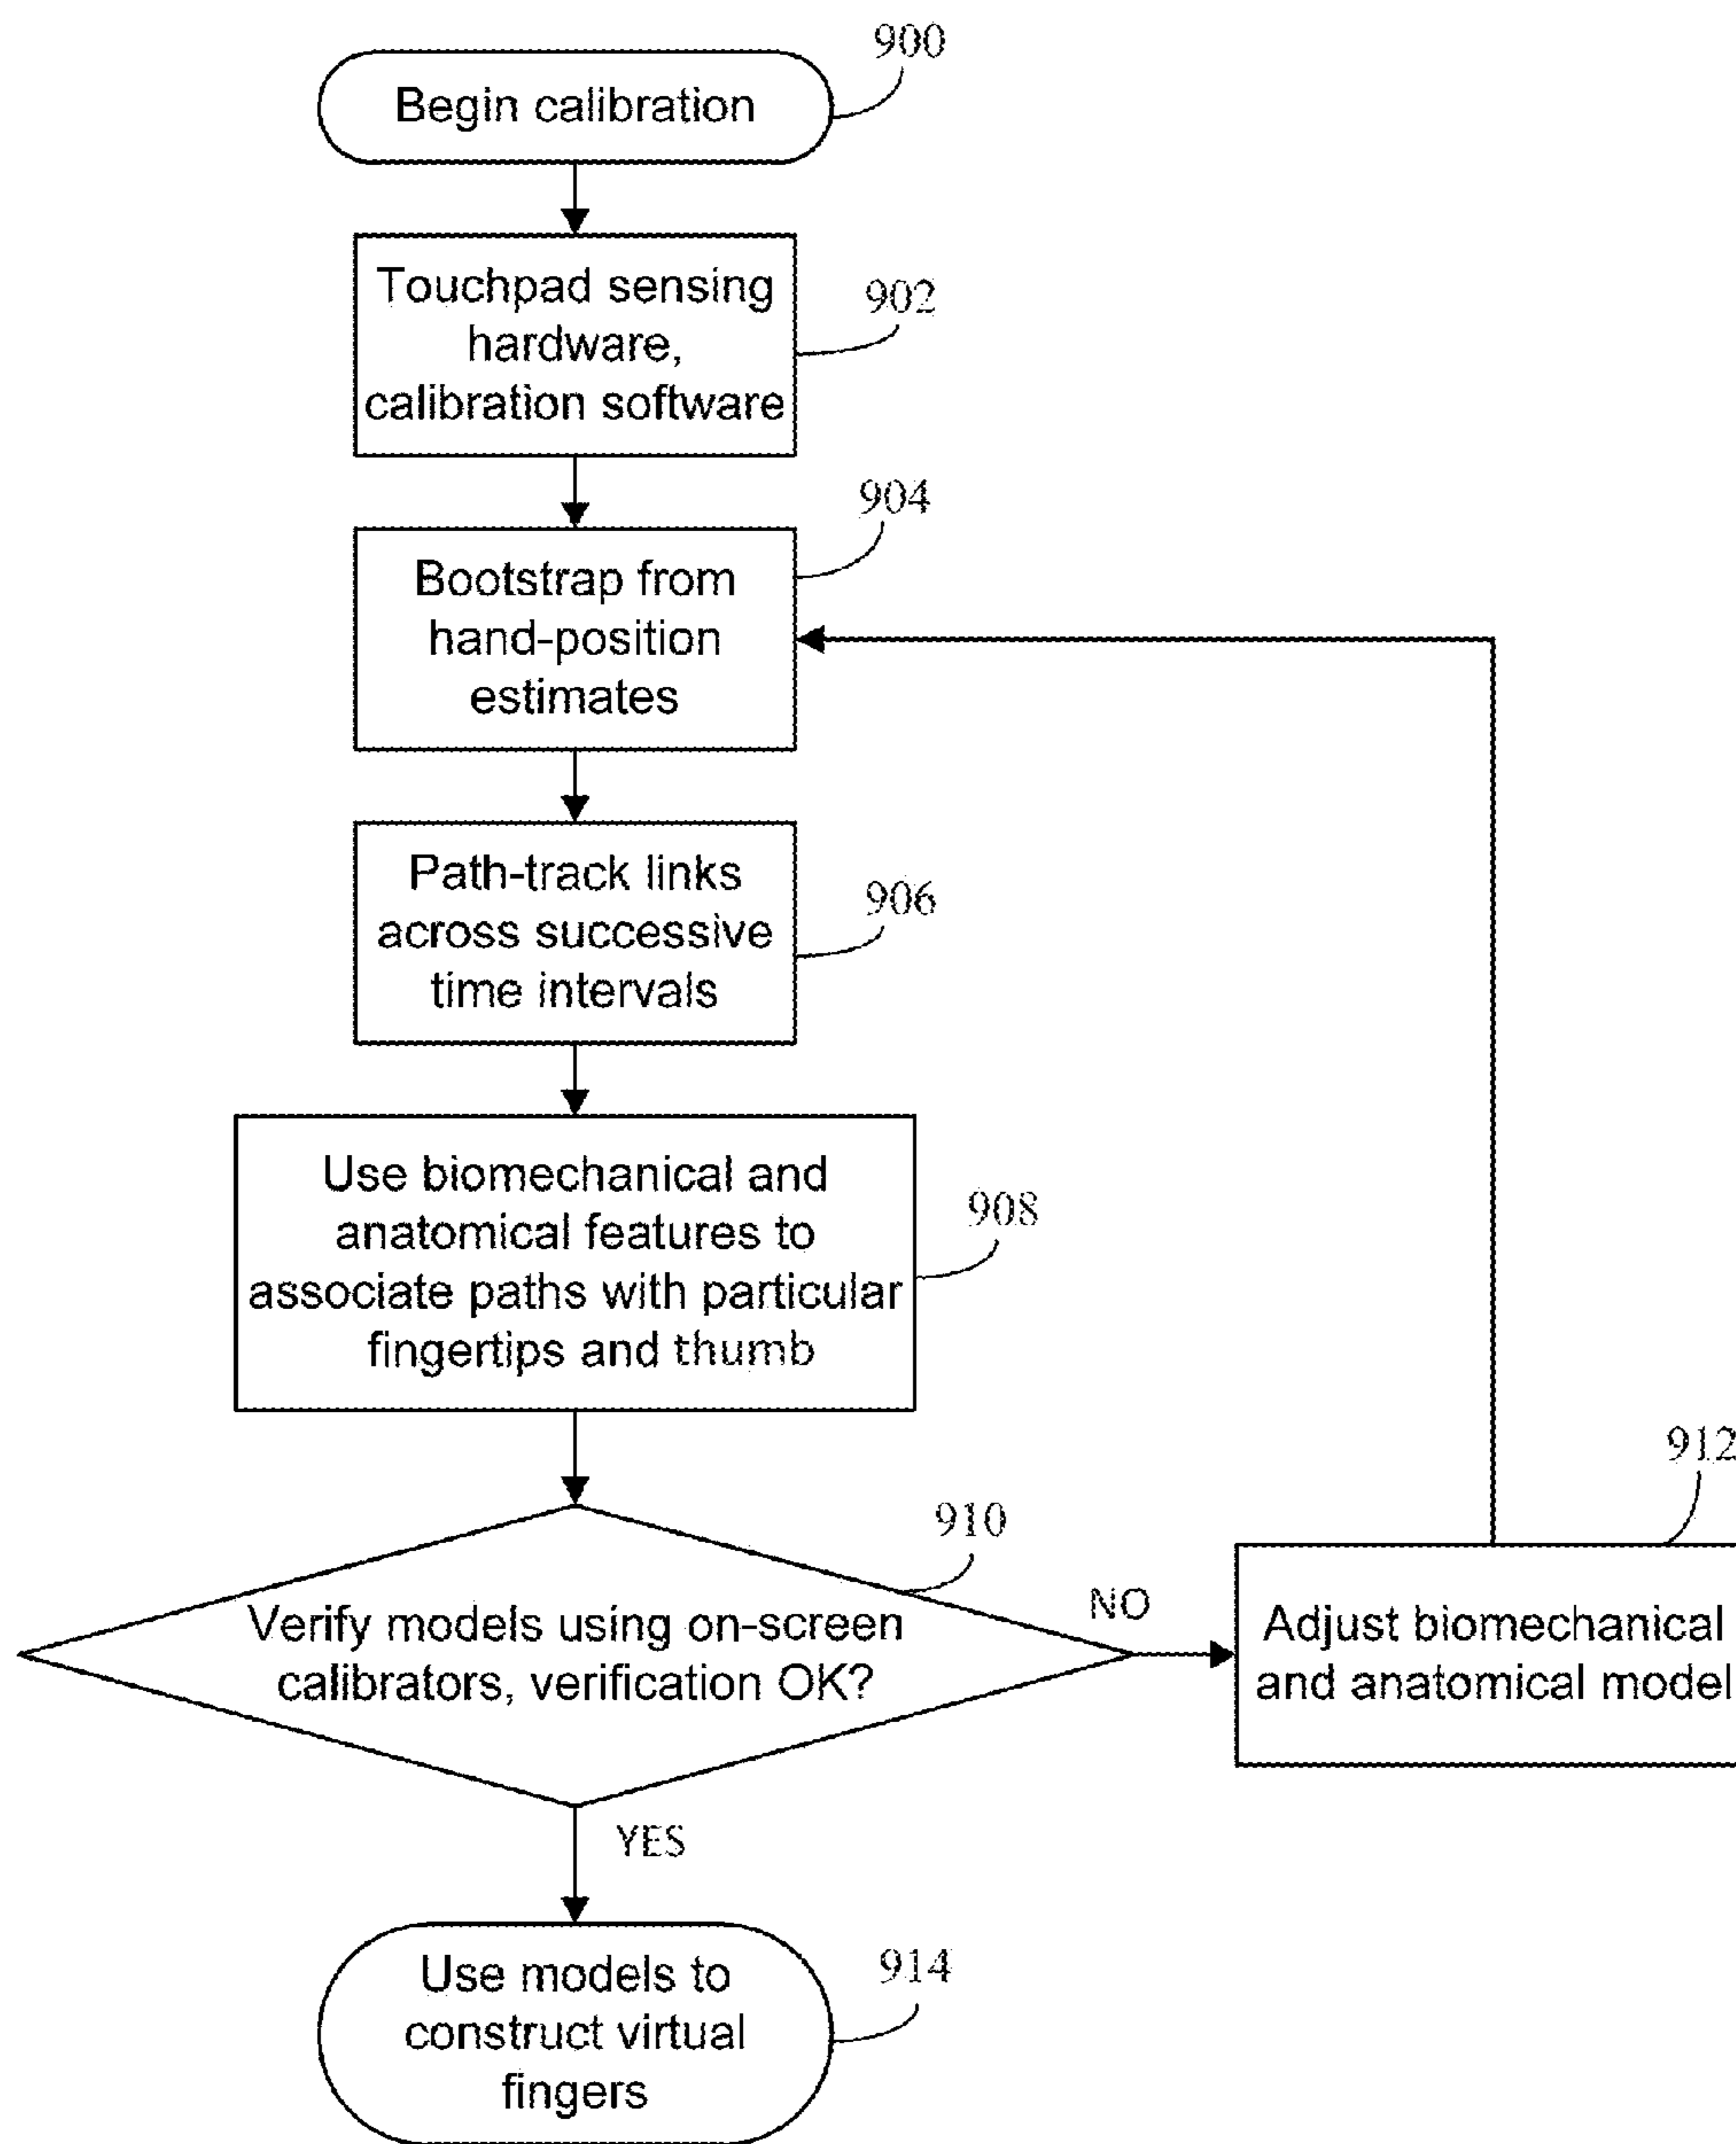 900
Begin calibration
Touchpad sensing
hardware,
calibration software
902
904
Bootstrap from
hand-position
estimates
Path-track links
across successive
time intervals
906
Use biomechanical and
anatomical features to
associate paths with particular
fingertips and thumb
908
910
Verify models using on-screen
calibrators, verification OK?
NO
912
Adjust biomechanical
and anatomical model
YES
Use models to
construct virtual
fingers
914